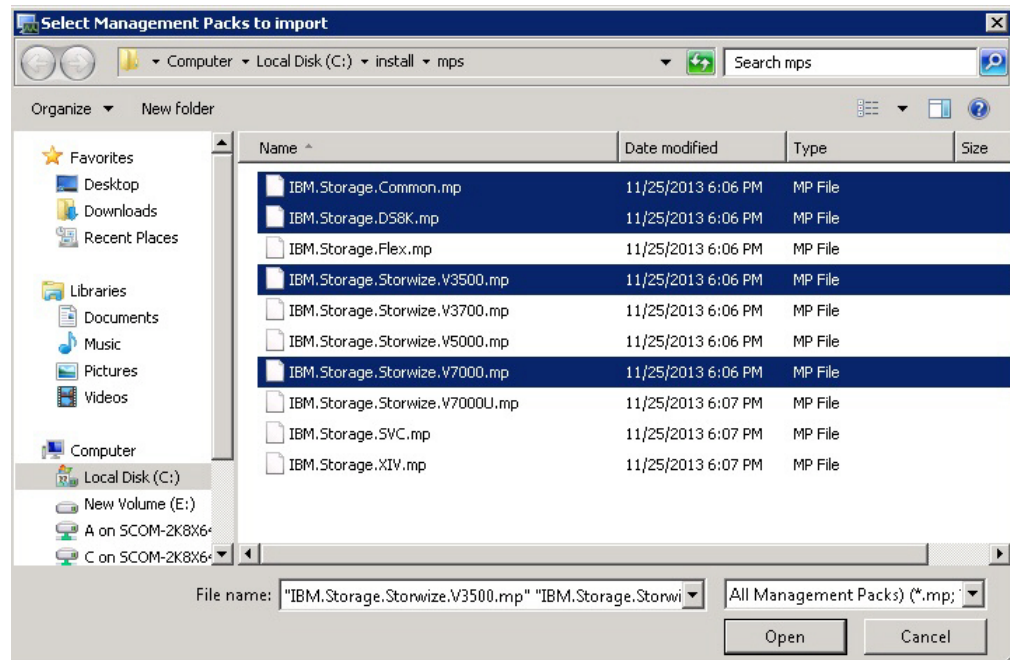 Select Management Packs to import
Computer Local Disk (C:) install mps
Search mps
Organize New folder
Favorites
Desktop
Downloads
Recent Places
Libraries
Documents
Music
Pictures
Videos
Computer
Local Disk (C:)
New Volume (E:)
A on SCOM-2K8X64
C on SCOM-2K8X64
Name Date modified Type Size
IBM.Storage.Common.mp 11/25/2013 6:06 PM MP File
IBM.Storage.DS8K.mp 11/25/2013 6:06 PM MP File
IBM.Storage.Flex.mp 11/25/2013 6:06 PM MP File
IBM.Storage.Storwize.V3500.mp 11/25/2013 6:06 PM MP File
IBM.Storage.Storwize.V3700.mp 11/25/2013 6:06 PM MP File
IBM.Storage.Storwize.V5000.mp 11/25/2013 6:06 PM MP File
IBM.Storage.Storwize.V7000.mp 11/25/2013 6:06 PM MP File
IBM.Storage.Storwize.V7000U.mp 11/25/2013 6:07 PM MP File
IBM.Storage.SVC.mp 11/25/2013 6:07 PM MP File
IBM.Storage.XIV.mp 11/25/2013 6:07 PM MP File
File name: "IBM.Storage.Storwize.V3500.mp" "IBM.Storage.Storwi
All Management Packs) (*.mp;
Open Cancel